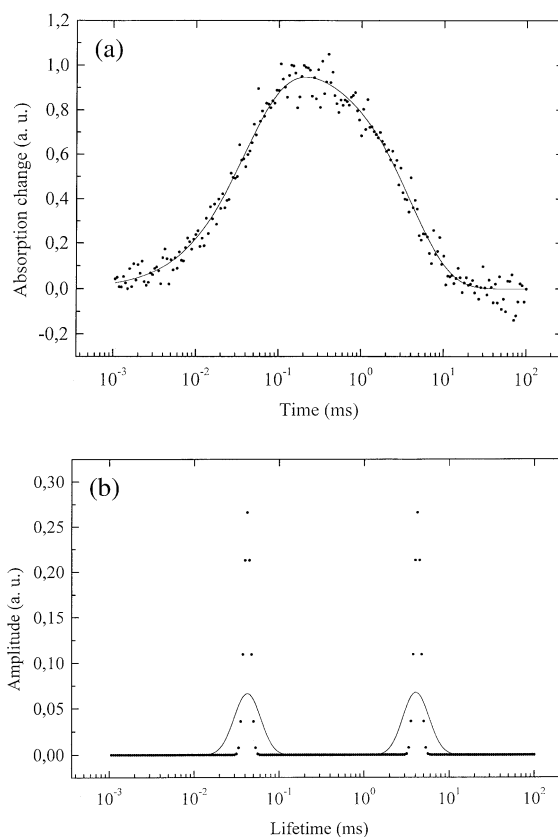 (a)
1,2
1,0
0,8
0,6
0,4
0,2
0,0
-0,2
Absorption change (a. u.)
10-3 10-2 10-1 100 101 102
Time (ms)
(b)
0,30
0,25
0,20
0,15
0,10
0,05
0,00
Amplitude (a. u.)
10-3 10-2 10-1 100 101 102
Lifetime (ms)